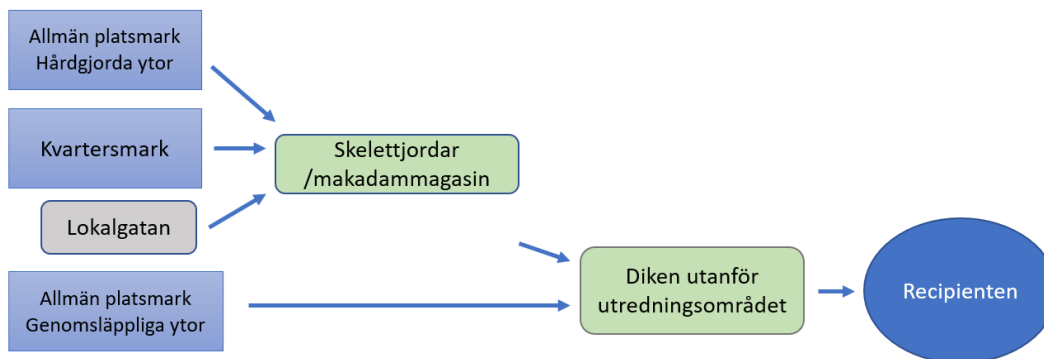 Allmän platsmark
Hårdgjorda ytor
Kvartersmark
Skelettjordar
/makadammagasin
Lokalgatan
Allmän platsmark
Genomsläppliga ytor
Diken utanför
utredningsområdet
Recipienten